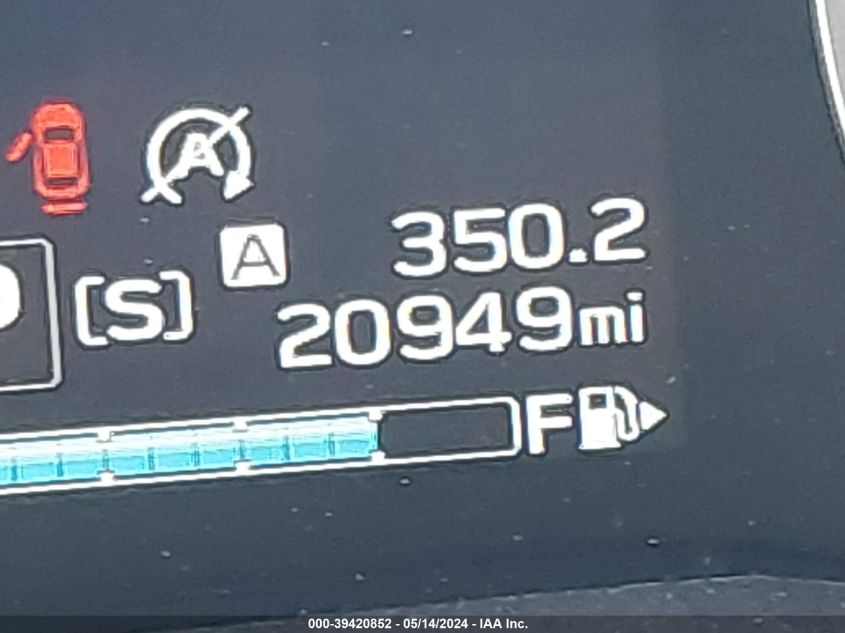 A
A 350.2
[S] 20949mi
F
000-39420852 - 05/14/2024 - IAA Inc.